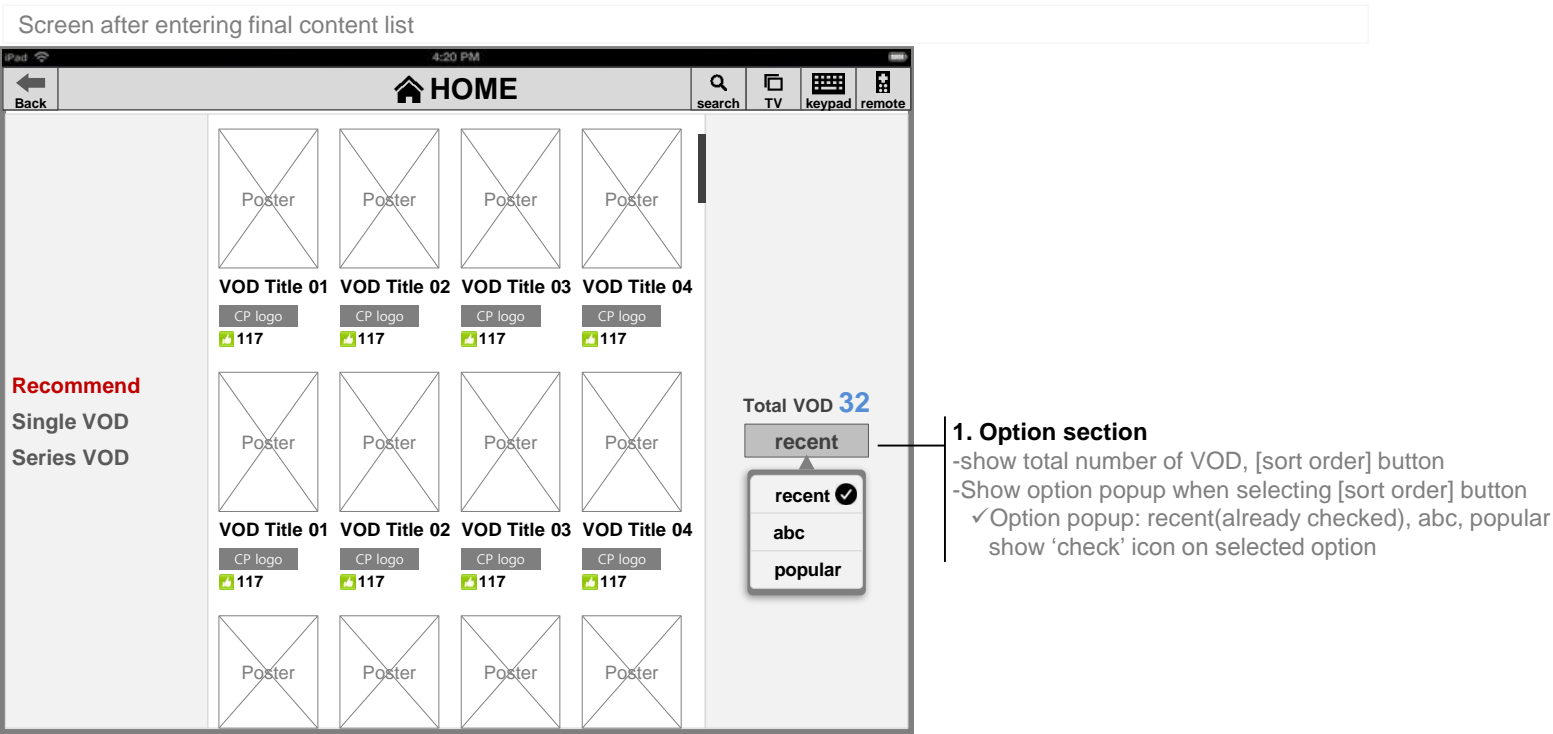 Screen after entering final content list
iPad 4:20 PM
Back HOME search TV keypad remote
Poster Poster Poster Poster
VOD Title 01 VOD Title 02 VOD Title 03 VOD Title 04
CP logo CP logo CP logo CP logo
117 117 117 117
Recommend
Single VOD
Series VOD
Poster Poster Poster Poster
VOD Title 01 VOD Title 02 VOD Title 03 VOD Title 04
CP logo CP logo CP logo CP logo
117 117 117 117
Poster Poster Poster Poster
Total VOD 32
recent
recent
abc
popular
1. Option section
-show total number of VOD, [sort order] button
-Show option popup when selecting [sort order] button
✓Option popup: recent(already checked), abc, popular
show ‘check’ icon on selected option